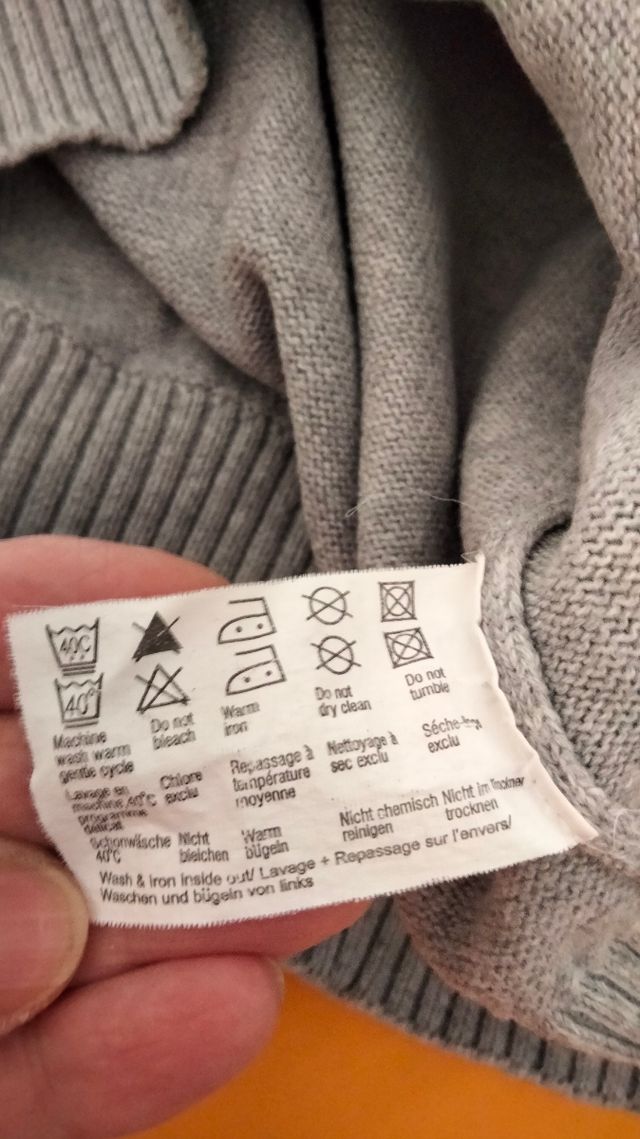 40C
40°
Machine
wash warm
gentle cycle
Do not
bleach
Warm
iron
Do not
dry clean
Do not
tumble
Lavage en
machine 40°C
programme
délicat
Chlore
exclu
Repassage à
température
moyenne
Nettoyage à
sec exclu
Séche-linge
exclu
Schonwäsche
40°C
Nicht
bleichen
Warm
bügeln
Nicht chemisch
reinigen
Nicht im Trockner
trocknen
Wash & Iron inside out/ Lavage + Repassage sur l'envers/
Waschen und bügeln von links